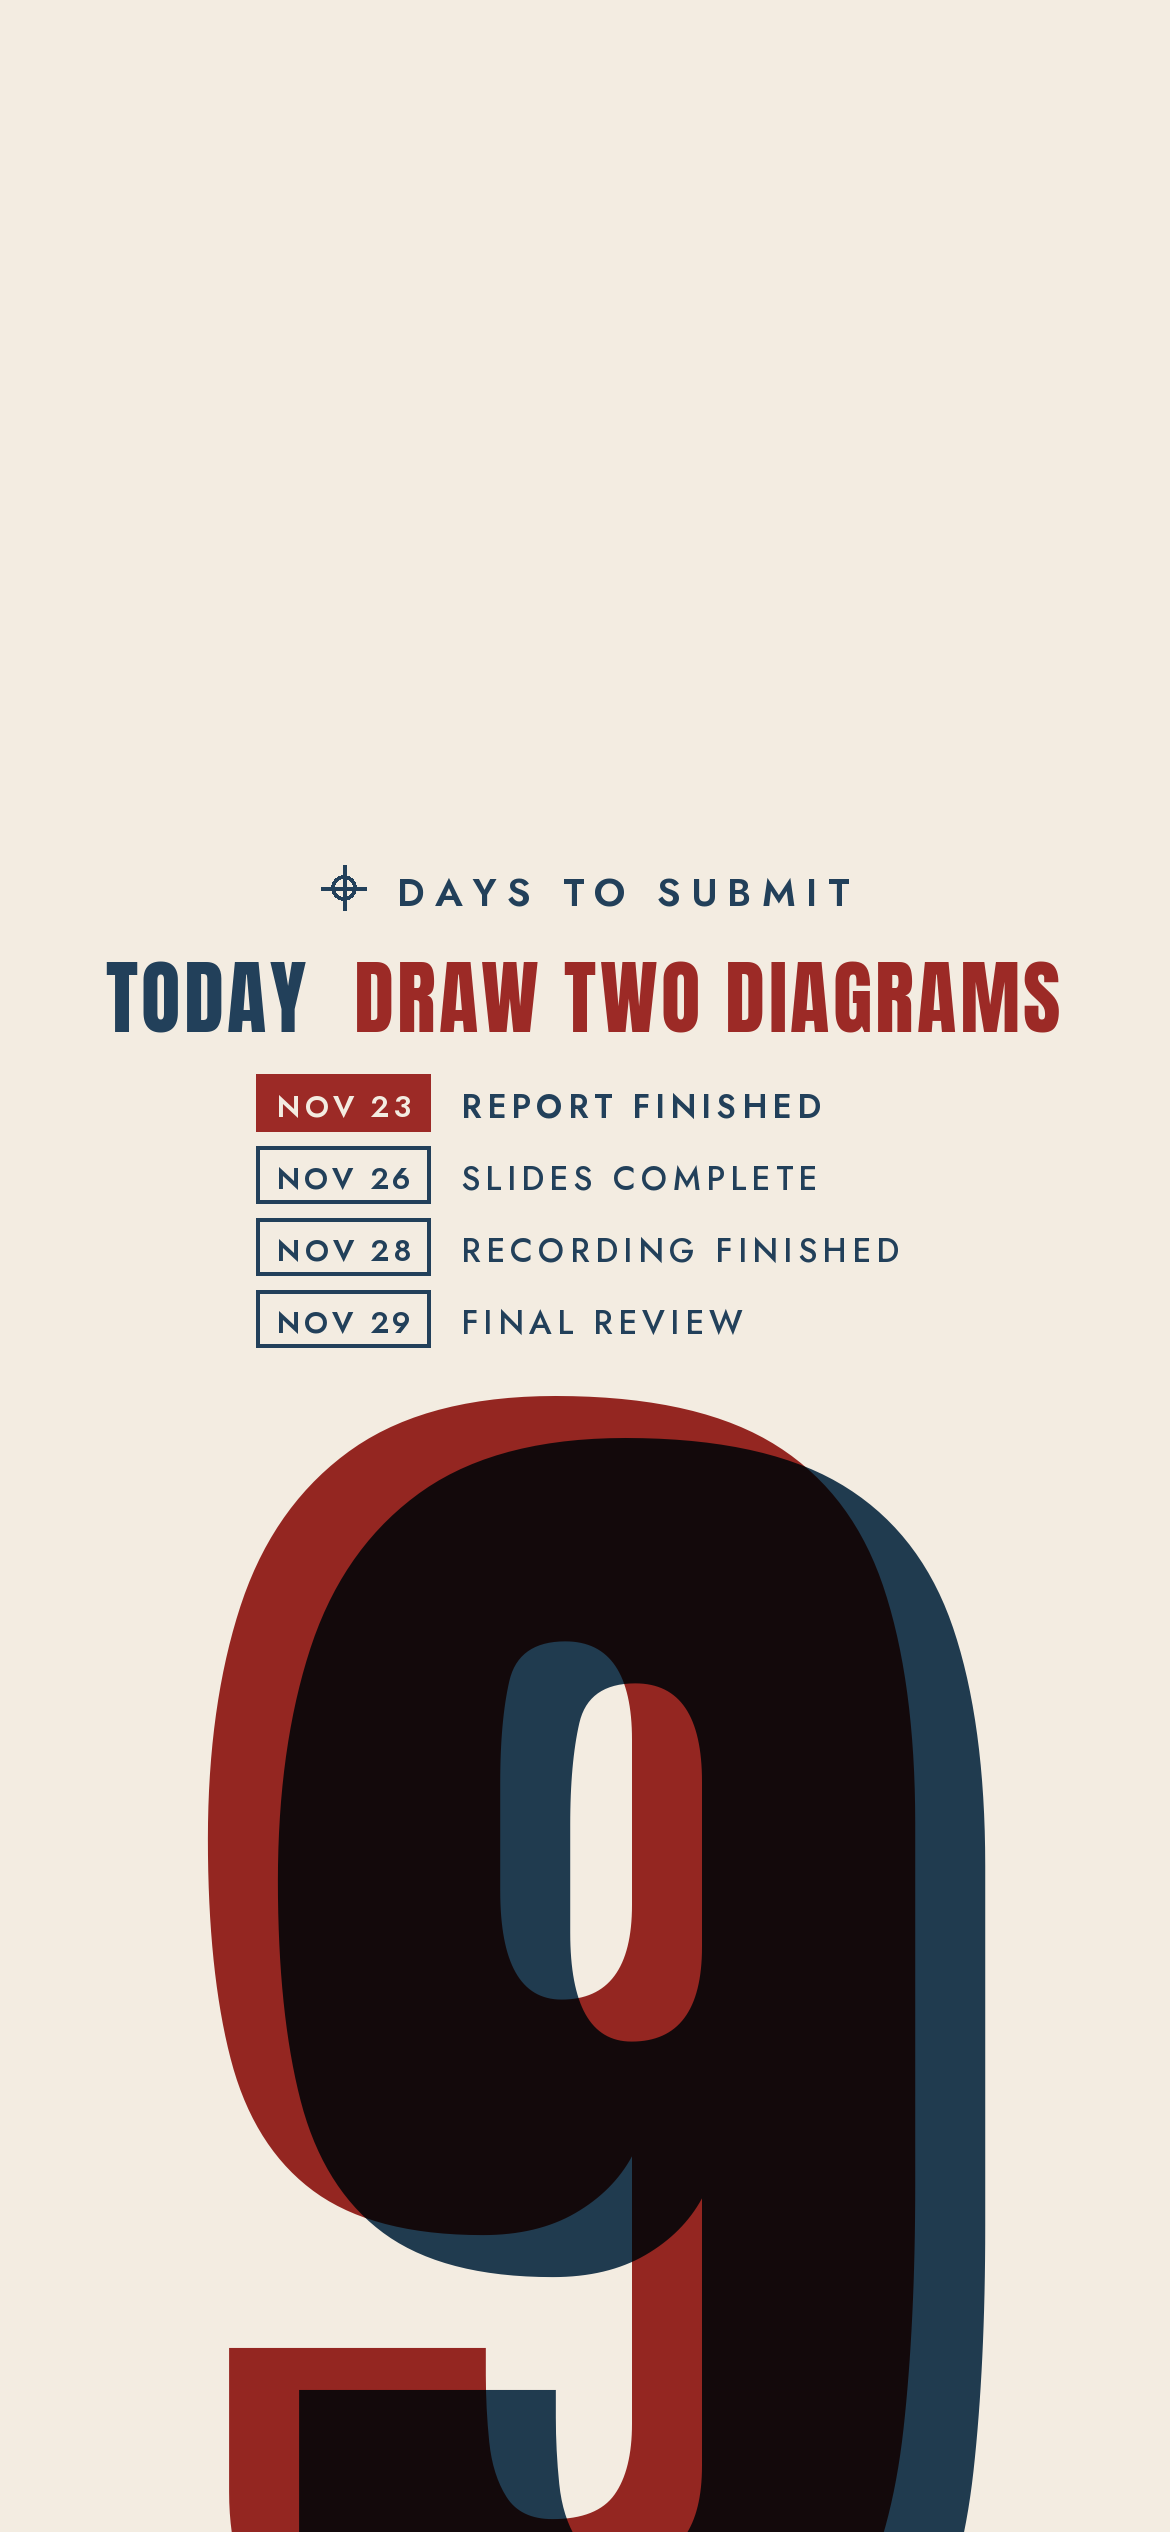 DAYS TO SUBMIT
TODAY DRAW TWO DIAGRAMS
NOV 23 REPORT FINISHED
NOV 26 SLIDES COMPLETE
NOV 28 RECORDING FINISHED
NOV 29 FINAL REVIEW
9